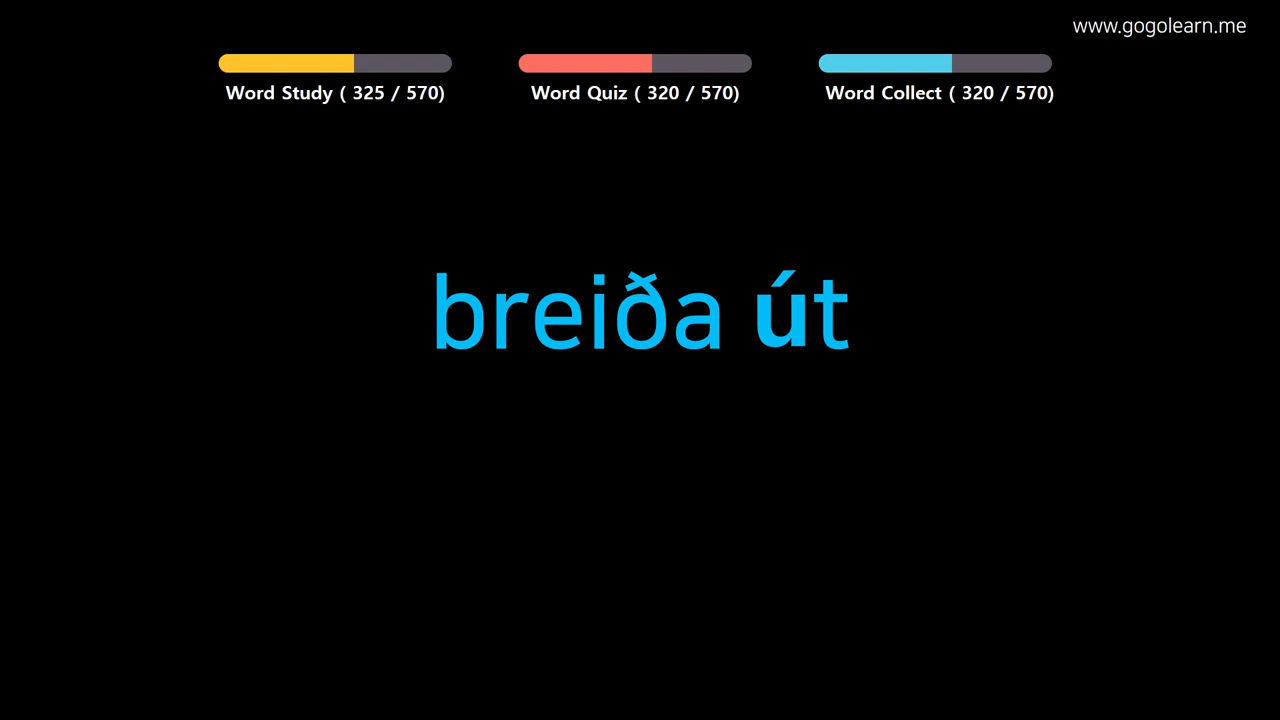 www.gogolearn.me
Word Study ( 325 / 570)
Word Quiz ( 320 / 570)
Word Collect ( 320 / 570)
breiða út